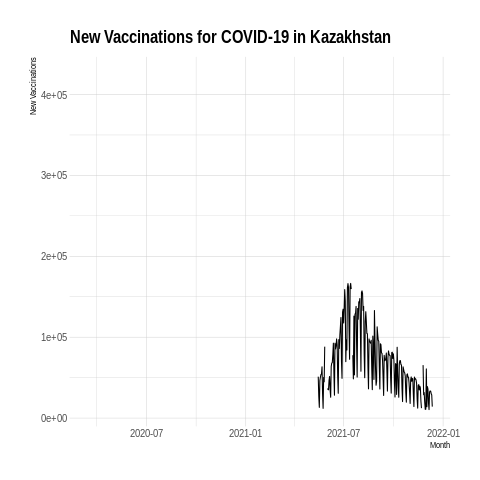 New Vaccinations for COVID-19 in Kazakhstan
New Vaccinations
4e+05
3e+05
2e+05
1e+05
0e+00
2020-07
2021-01
2021-07
2022-01
Month